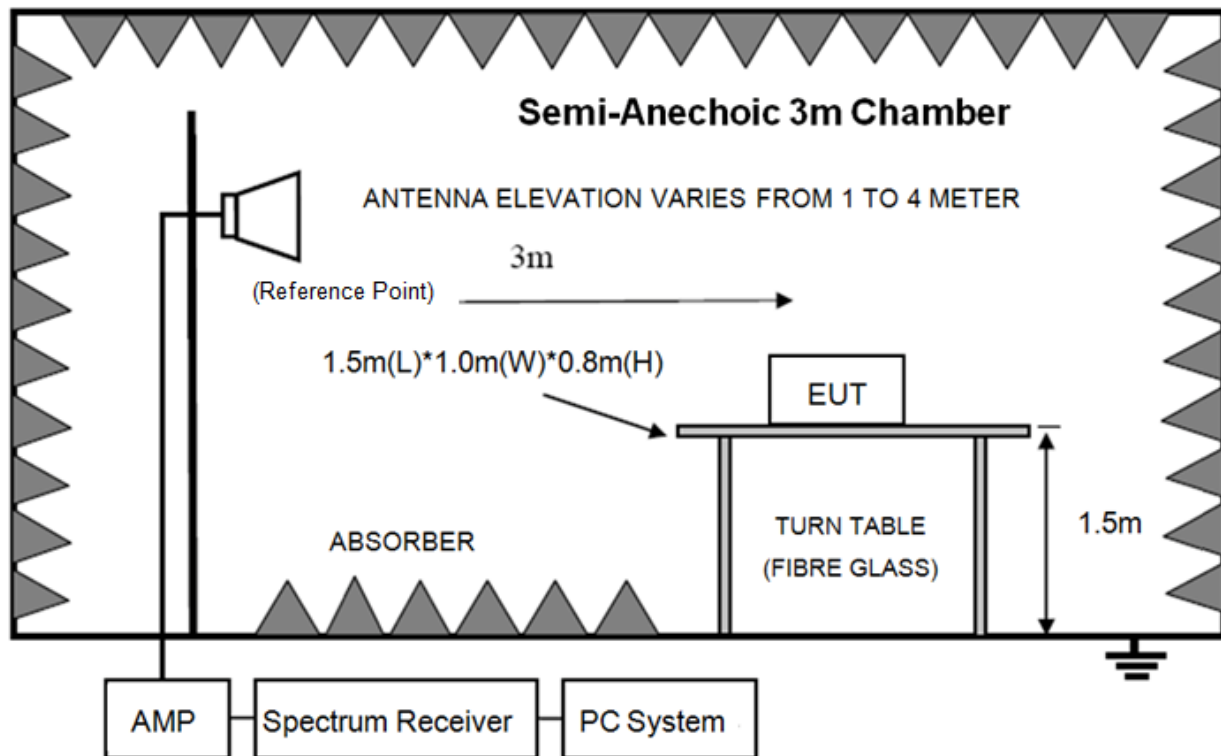 Semi-Anechoic 3m Chamber
ANTENNA ELEVATION VARIES FROM 1 TO 4 METER
3m
(Reference Point)
1.5m(L)*1.0m(W)*0.8m(H)
EUT
TURN TABLE
(FIBRE GLASS)
1.5m
ABSORBER
AMP
Spectrum Receiver
PC System